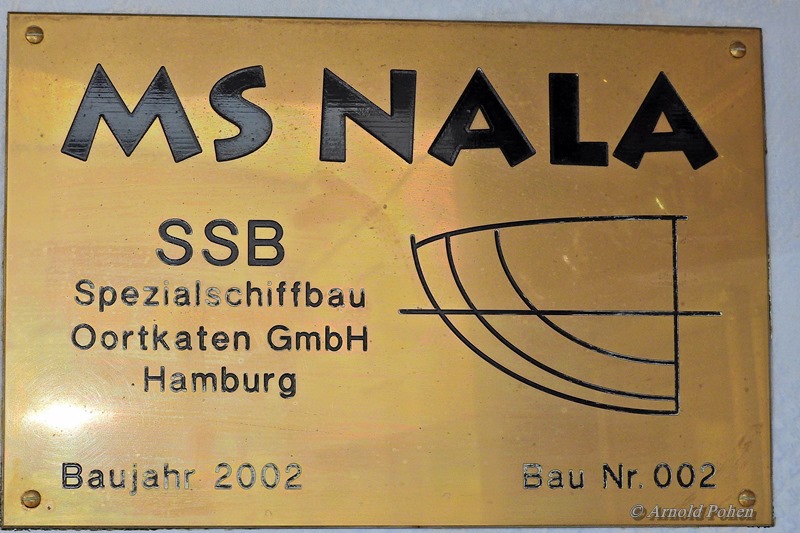 MS NALA
SSB
Spezialschiffbau
Oortkaten GmbH
Hamburg
Baujahr 2002
Bau Nr. 002
© Arnold Pohen